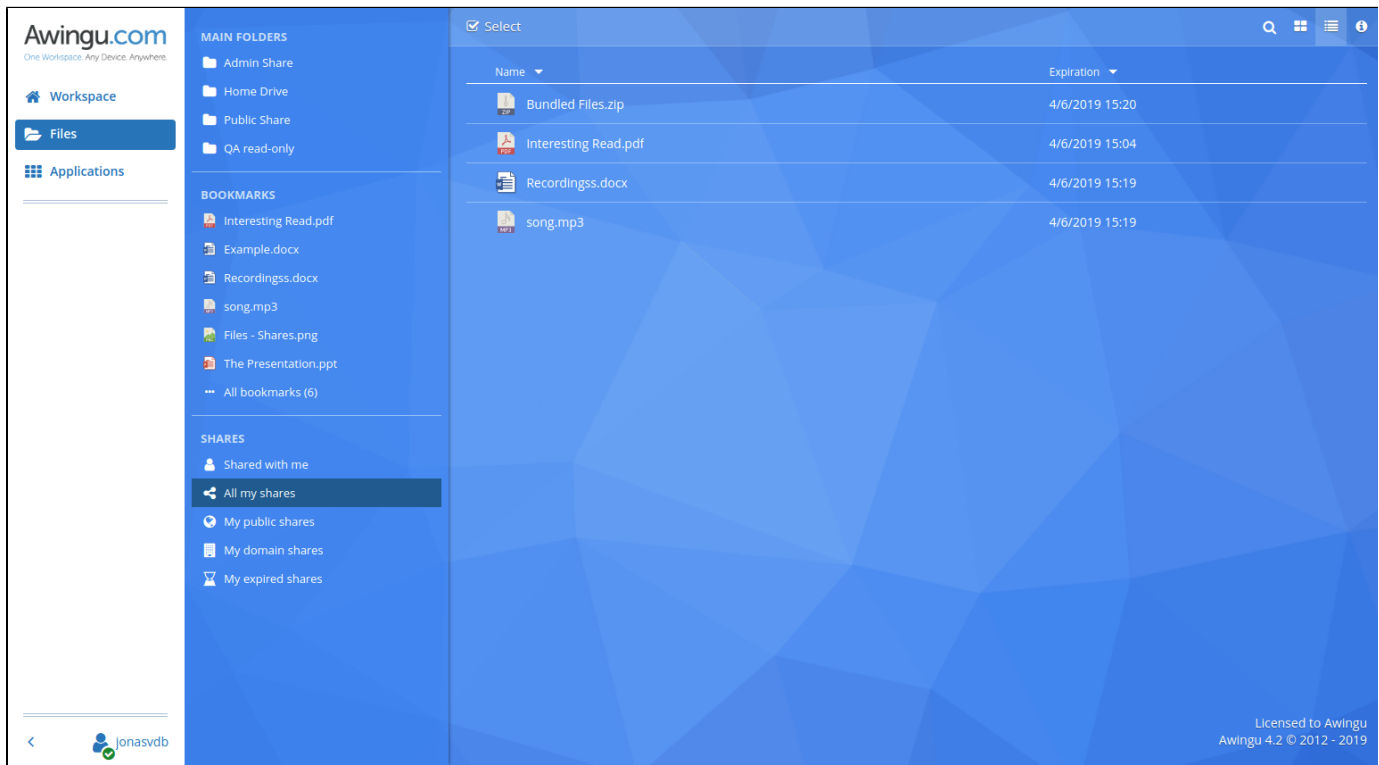 Awingu.com
One Workspace. Any Device. Anywhere.
Workspace
Files
Applications
jonasvdb
MAIN FOLDERS
Admin Share
Home Drive
Public Share
QA read-only
BOOKMARKS
Interesting Read.pdf
Example.docx
Recordingss.docx
song.mp3
Files - Shares.png
The Presentation.ppt
All bookmarks (6)
SHARES
Shared with me
All my shares
My public shares
My domain shares
My expired shares
Select
Name Expiration
ZIP Bundled Files.zip 4/6/2019 15:20
PDF Interesting Read.pdf 4/6/2019 15:04
Recordingss.docx 4/6/2019 15:19
MP3 song.mp3 4/6/2019 15:19
Licensed to Awingu
Awingu 4.2 © 2012 - 2019